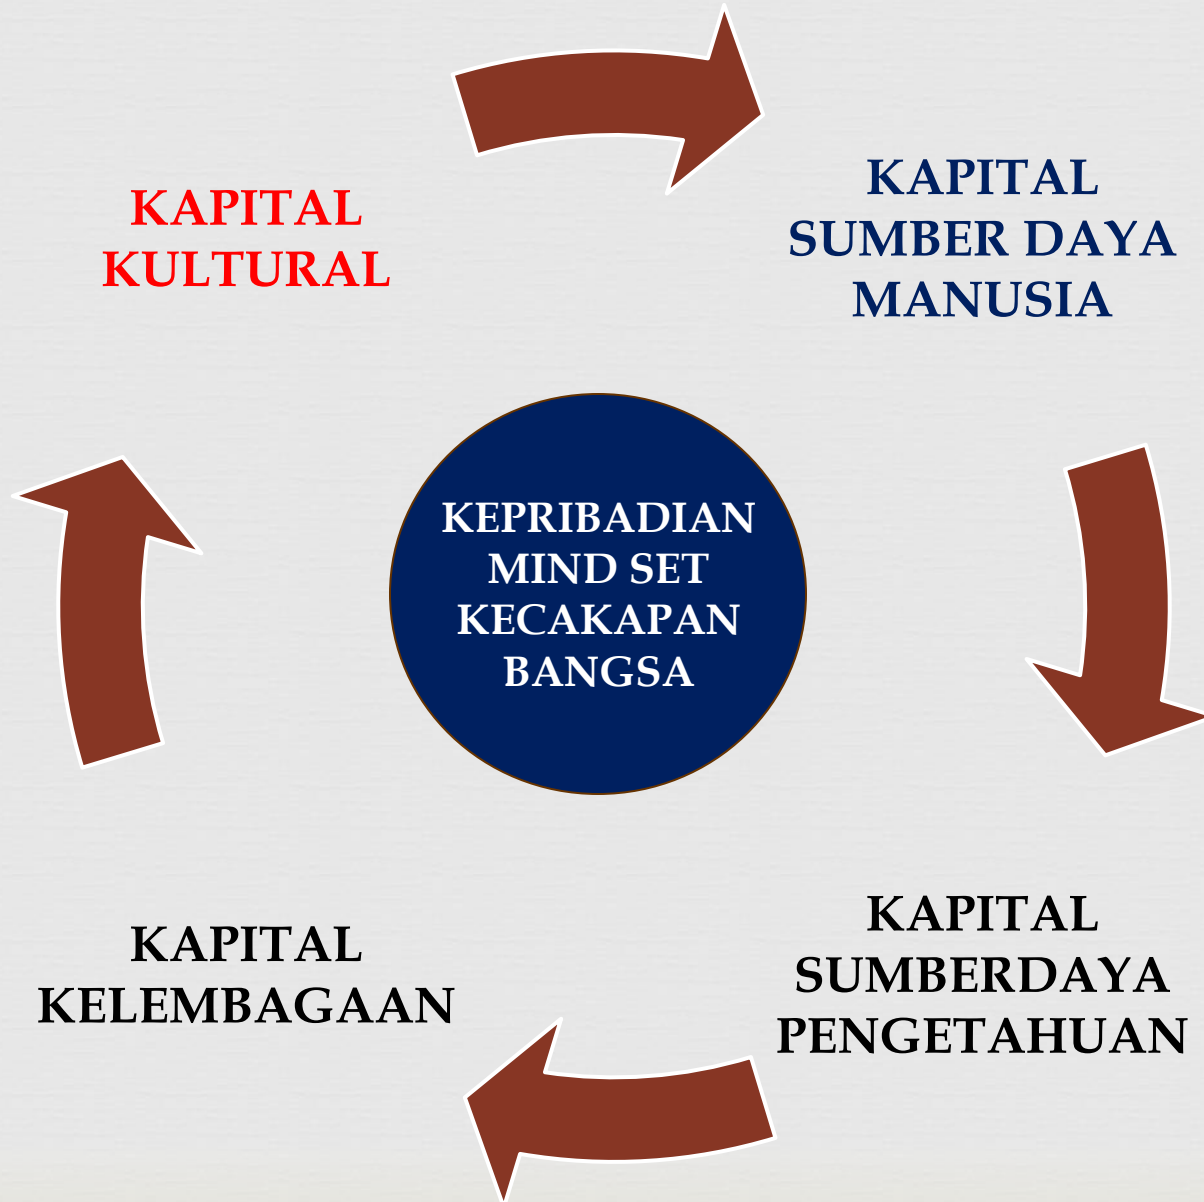 KAPITAL
KULTURAL
KAPITAL
SUMBER DAYA
MANUSIA
KEPRIBADIAN
MIND SET
KECAKAPAN
BANGSA
KAPITAL
KELEMBAGAAN
KAPITAL
SUMBERDAYA
PENGETAHUAN